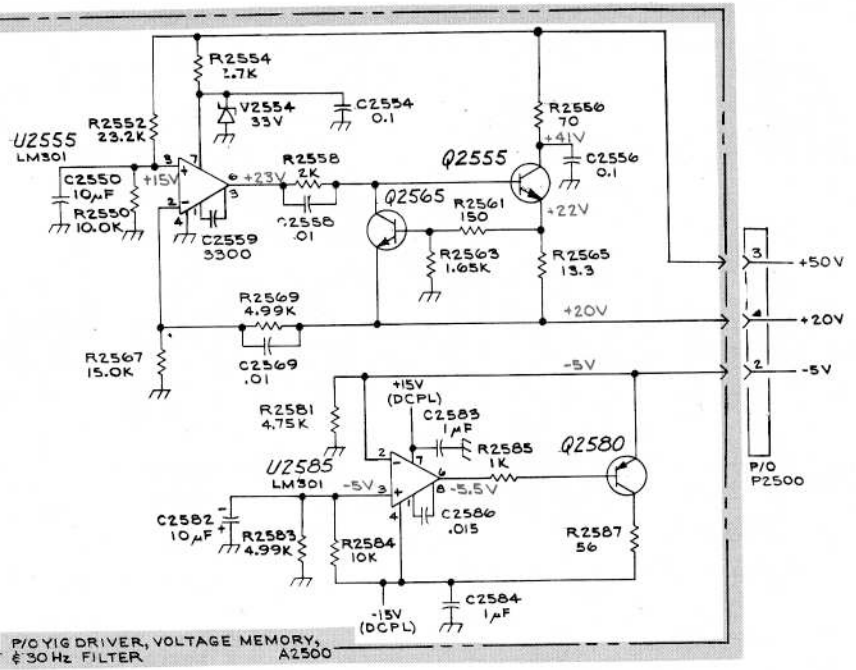 R2554
2.7K
V2554
33V
C2554
0.1
R2556
70
+41V
R2552
23.2K
U2555
LM301
7
3
+
+15V
6
3
+23V
R2558
2K
Q2555
C2556
0.1
C2550
10µF
R2550
10.0K
2
-
4
1
C2559
3300
C2558
.01
Q2565
R2561
150
+22V
R2563
1.65K
R2565
13.3
3
+50V
R2569
4.99K
+20V
4
+20V
C2569
.01
R2567
15.0K
-5V
2
-5V
+15V
(DCPL)
R2581
4.75K
C2583
1µF
2
-
7
R2585
1K
Q2580
P/O
P2500
U2585
LM301
-5V
3
+
6
8
-5.5V
4
1
C2586
.015
C2582
10µF
-
+
R2583
4.99K
R2584
10K
R2587
56
C2584
1µF
-15V
(DCPL)
P/O YIG DRIVER, VOLTAGE MEMORY,
& 30 Hz FILTER
A2500